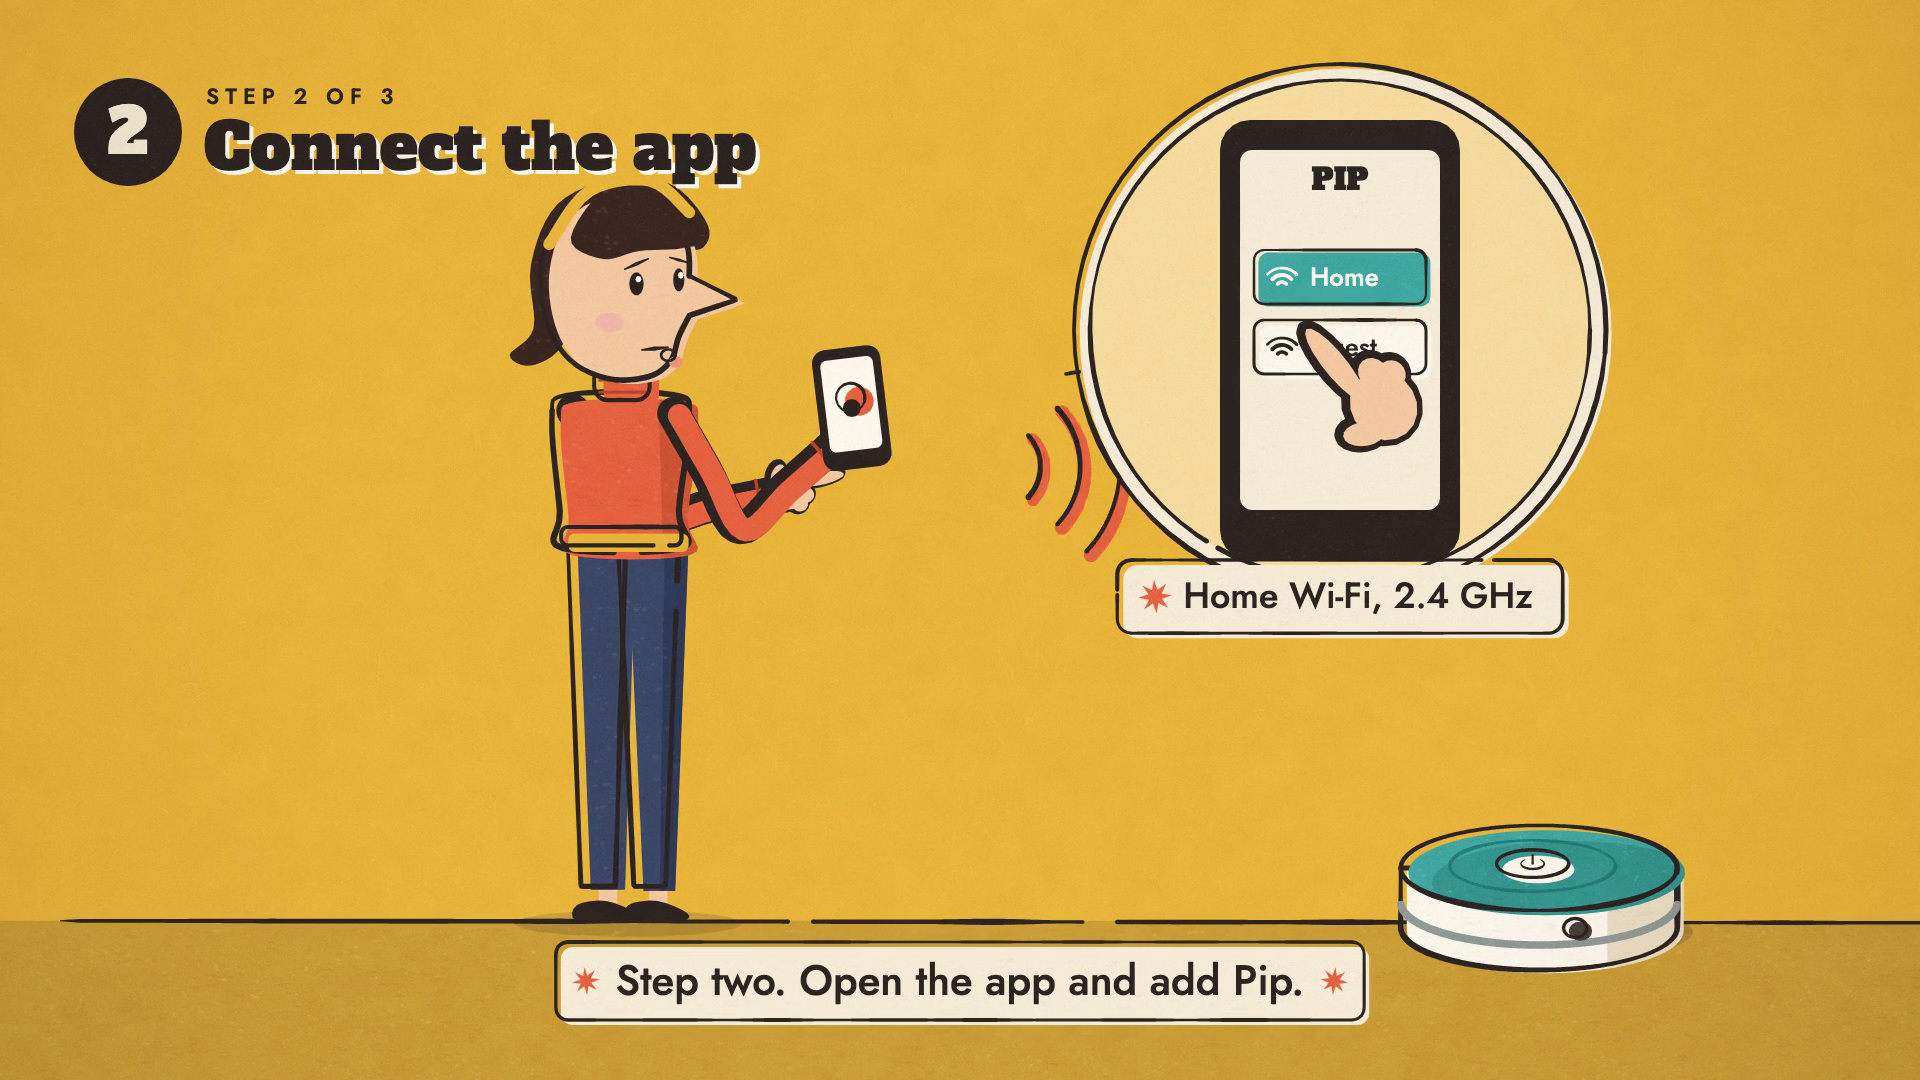 2
STEP 2 OF 3
Connect the app
PIP
Home
Home Wi-Fi, 2.4 GHz
Step two. Open the app and add Pip.